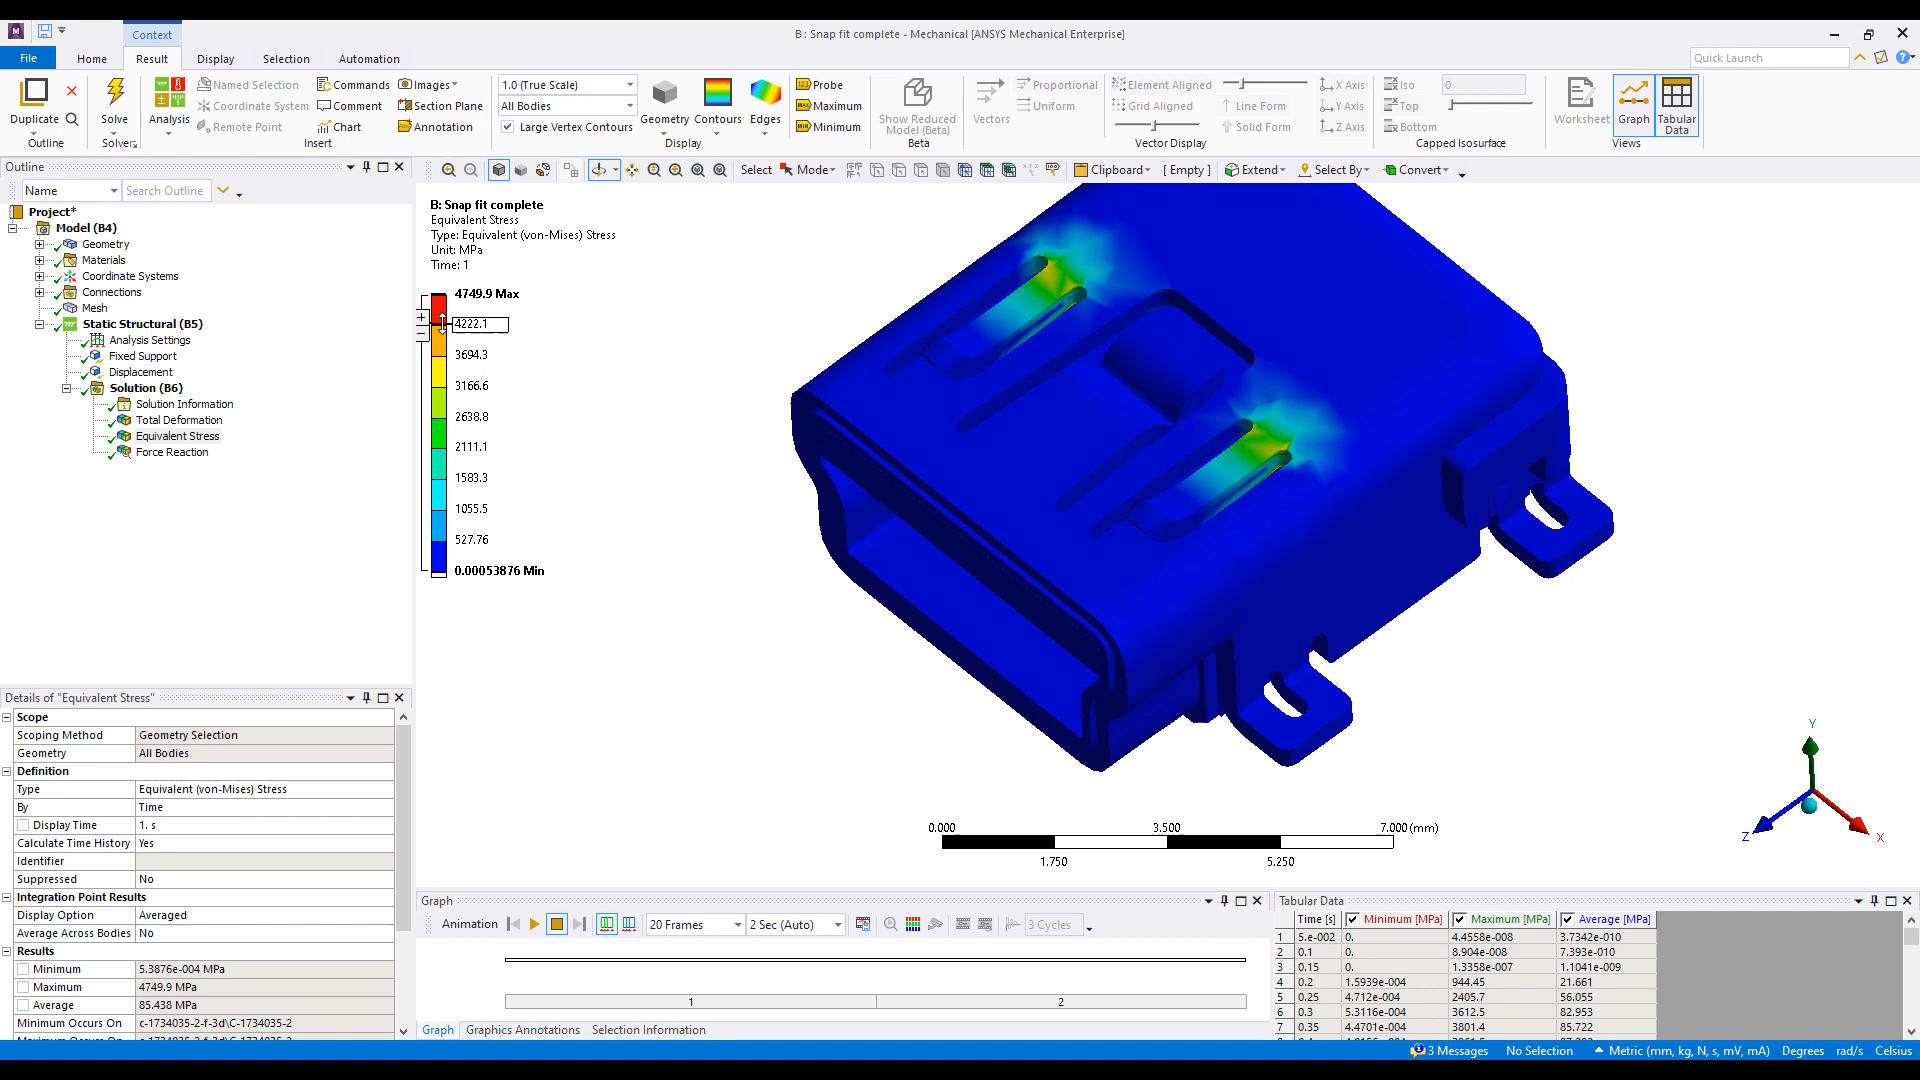 Context
B : Snap fit complete - Mechanical [ANSYS Mechanical Enterprise]
File
Home
Result
Display
Selection
Automation
Quick Launch
Duplicate
Outline
Solve
Solver
Analysis
Named Selection
Coordinate System
Remote Point
Commands
Comment
Chart
Images
Section Plane
Annotation
Insert
1.0 (True Scale)
All Bodies
Large Vertex Contours
Geometry
Contours
Edges
Display
Probe
Maximum
Minimum
Show Reduced
Model (Beta)
Beta
Vectors
Proportional
Uniform
Element Aligned
Grid Aligned
Line Form
Solid Form
X Axis
Y Axis
Z Axis
Vector Display
Iso
Top
Bottom
0
Capped Isosurface
Worksheet
Graph
Tabular
Data
Views
Outline
Name
Search Outline
Project*
Model (B4)
Geometry
Materials
Coordinate Systems
Connections
Mesh
Static Structural (B5)
Analysis Settings
Fixed Support
Displacement
Solution (B6)
Solution Information
Total Deformation
Equivalent Stress
Force Reaction
Select
Mode
Clipboard
[ Empty ]
Extend
Select By
Convert
B: Snap fit complete
Equivalent Stress
Type: Equivalent (von-Mises) Stress
Unit: MPa
Time: 1
4749.9 Max
4222.1
3694.3
3166.6
2638.8
2111.1
1583.3
1055.5
527.76
0.00053876 Min
0.000
3.500
7.000 (mm)
1.750
5.250
Y
Z
X
Details of "Equivalent Stress"
Scope
Scoping Method Geometry Selection
Geometry All Bodies
Definition
Type Equivalent (von-Mises) Stress
By Time
Display Time 1. s
Calculate Time History Yes
Identifier
Suppressed No
Integration Point Results
Display Option Averaged
Average Across Bodies No
Results
Minimum 5.3876e-004 MPa
Maximum 4749.9 MPa
Average 85.438 MPa
Minimum Occurs On c-1734035-2-f-3d\C-1734035-2
Graph
Animation
20 Frames
2 Sec (Auto)
3 Cycles
1
2
Graph
Graphics Annotations
Selection Information
Tabular Data
Time [s] Minimum [MPa] Maximum [MPa] Average [MPa]
1 5.e-002 0. 4.4558e-008 3.7342e-010
2 0.1 0. 8.904e-008 7.393e-010
3 0.15 0. 1.3358e-007 1.1041e-009
4 0.2 1.5939e-004 944.45 21.661
5 0.25 4.712e-004 2405.7 56.055
6 0.3 5.3116e-004 3612.5 82.953
7 0.35 4.4701e-004 3801.4 85.722
3 Messages
No Selection
Metric (mm, kg, N, s, mV, mA)
Degrees
rad/s
Celsius